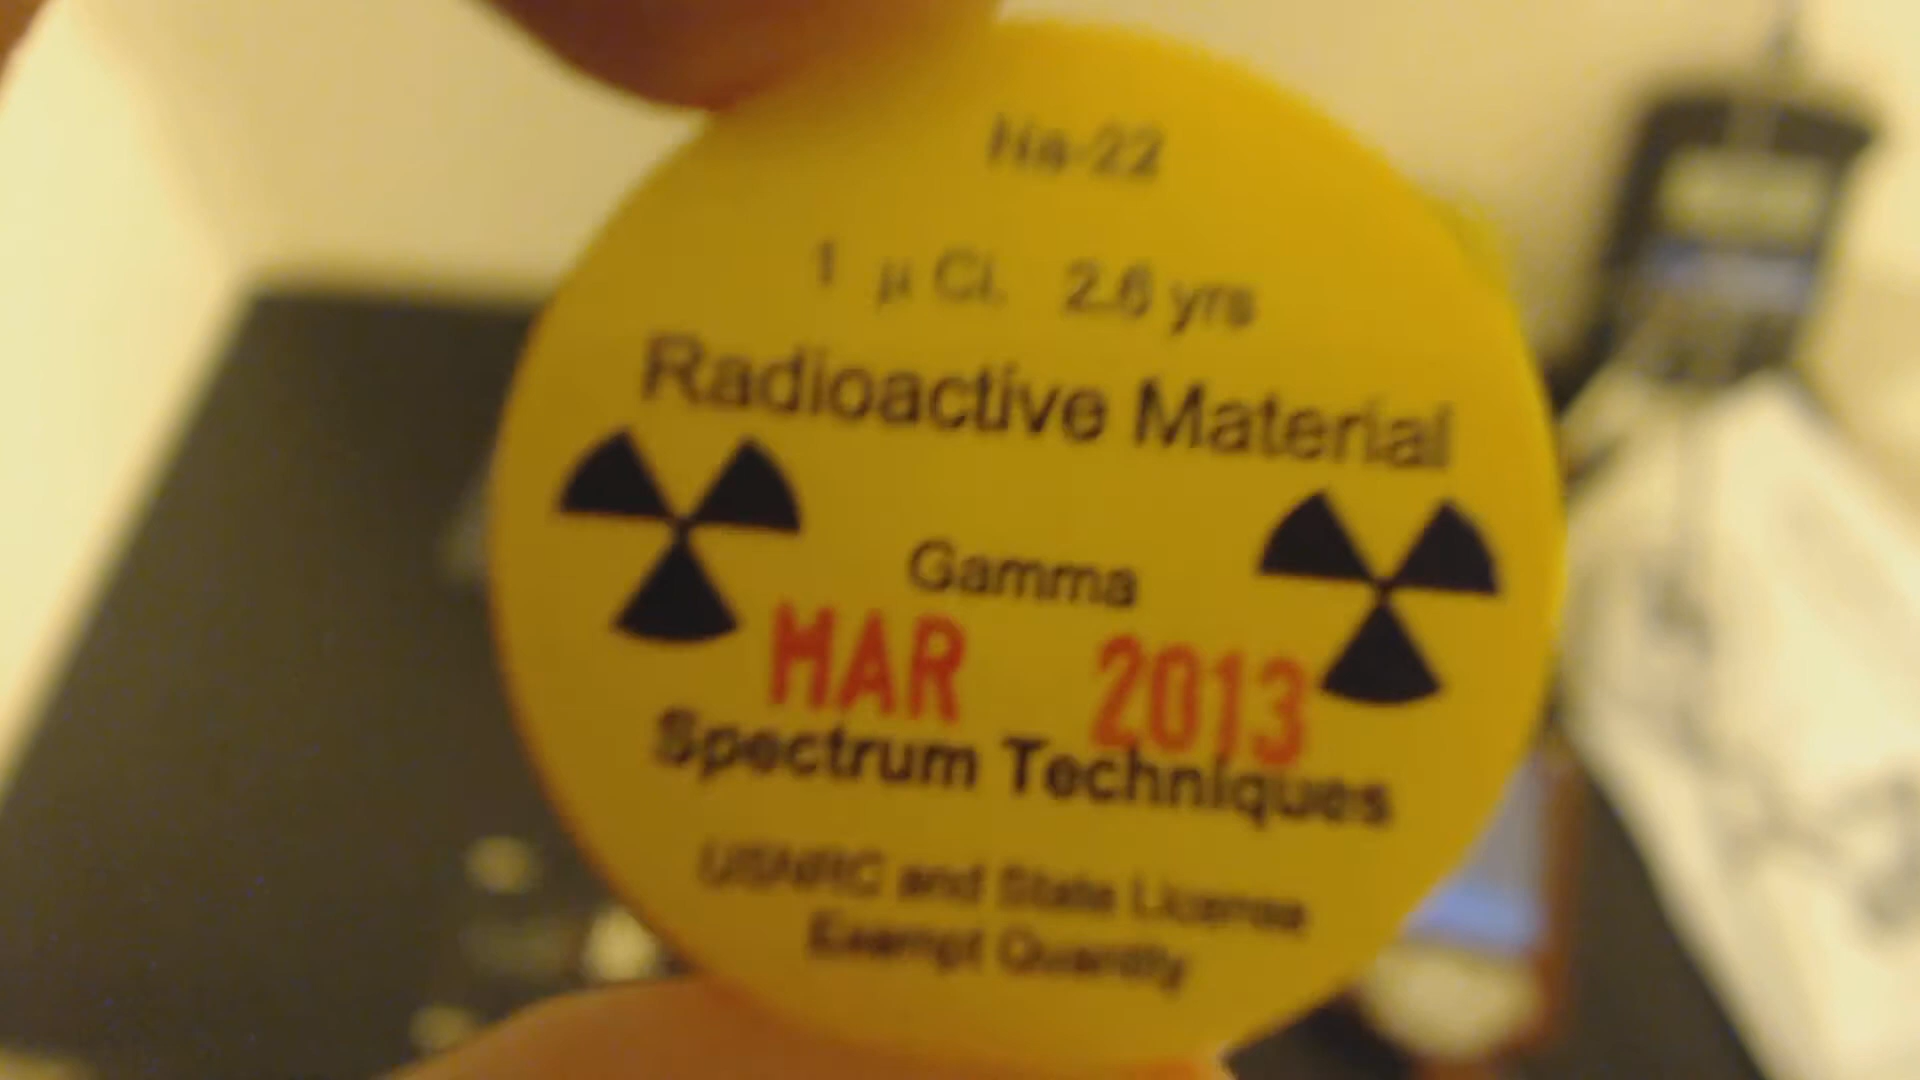 Na-22
1 μ Ci. 2.6 yrs
Radioactive Material
Gamma
MAR 2013
Spectrum Techniques
USNRC and State License
Exempt Quantity